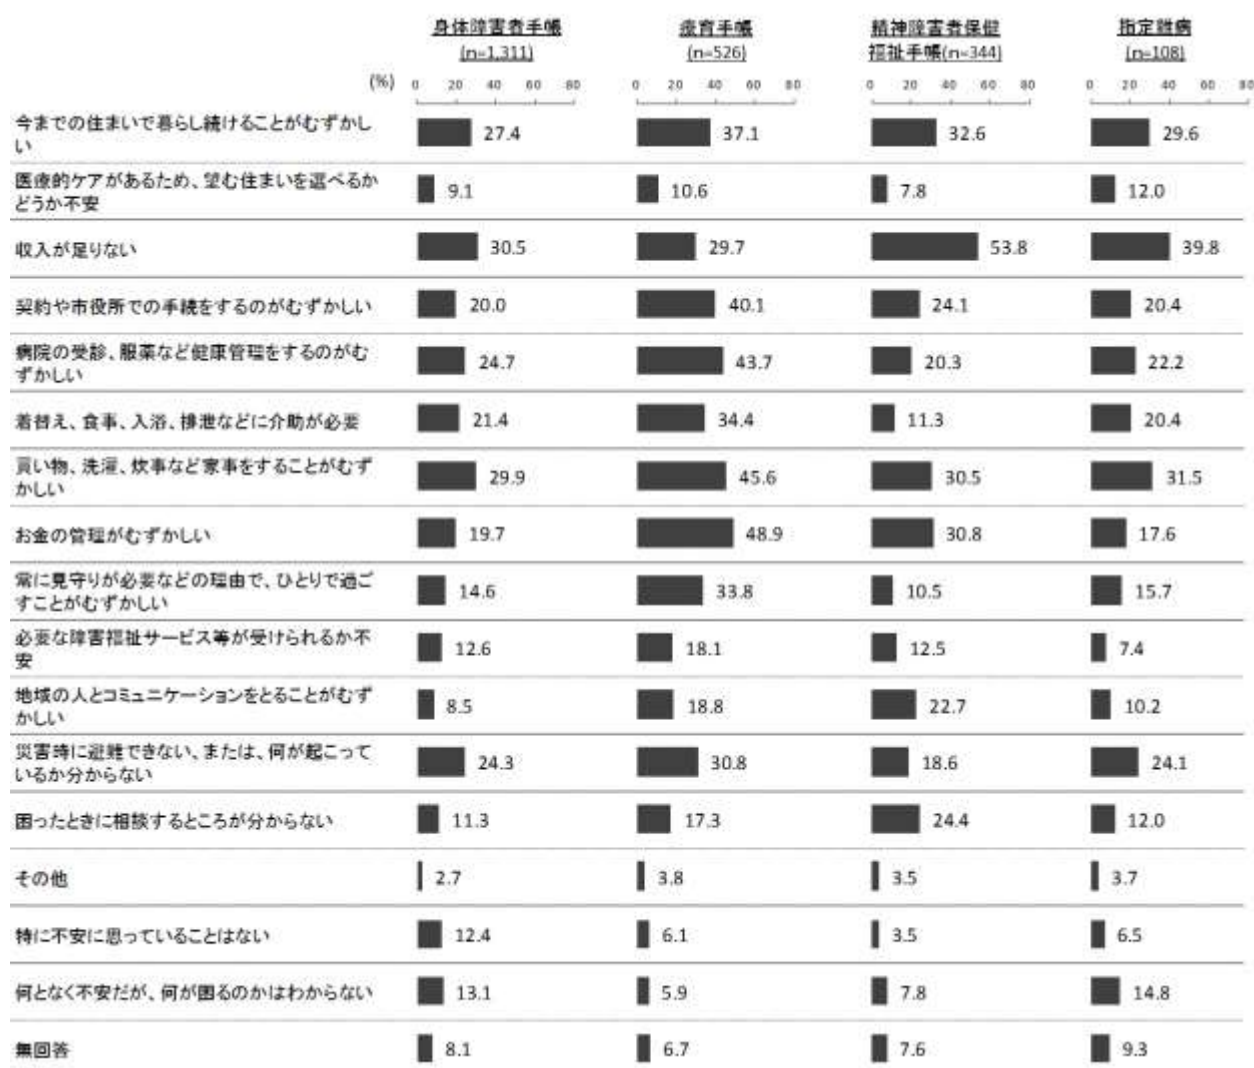 身体障害者手帳 療育手帳 精神障害者保健 指定難病
(n=1,311) (n=526) 福祉手帳(n=344) (n=108)
(%) 0 20 40 60 80 0 20 40 60 80 0 20 40 60 80 0 20 40 60 80
今までの住まいで暮らし続けることがむずかし
い
27.4 37.1 32.6 29.6
医療的ケアがあるため、望む住まいを選べるか
どうか不安
9.1 10.6 7.8 12.0
収入が足りない 30.5 29.7 53.8 39.8
契約や市役所での手続をするのがむずかしい 20.0 40.1 24.1 20.4
病院の受診、服薬など健康管理をするのがむ
ずかしい
24.7 43.7 20.3 22.2
着替え、食事、入浴、排泄などに介助が必要 21.4 34.4 11.3 20.4
買い物、洗濯、炊事など家事をすることがむず
かしい
29.9 45.6 30.5 31.5
お金の管理がむずかしい 19.7 48.9 30.8 17.6
常に見守りが必要などの理由で、ひとりで過ご
すことがむずかしい
14.6 33.8 10.5 15.7
必要な障害福祉サービス等が受けられるか不
安
12.6 18.1 12.5 7.4
地域の人とコミュニケーションをとることがむず
かしい
8.5 18.8 22.7 10.2
災害時に避難できない、または、何が起こって
いるか分からない
24.3 30.8 18.6 24.1
困ったときに相談するところが分からない 11.3 17.3 24.4 12.0
その他 2.7 3.8 3.5 3.7
特に不安に思っていることはない 12.4 6.1 3.5 6.5
何となく不安だが、何が困るのかはわからない 13.1 5.9 7.8 14.8
無回答 8.1 6.7 7.6 9.3